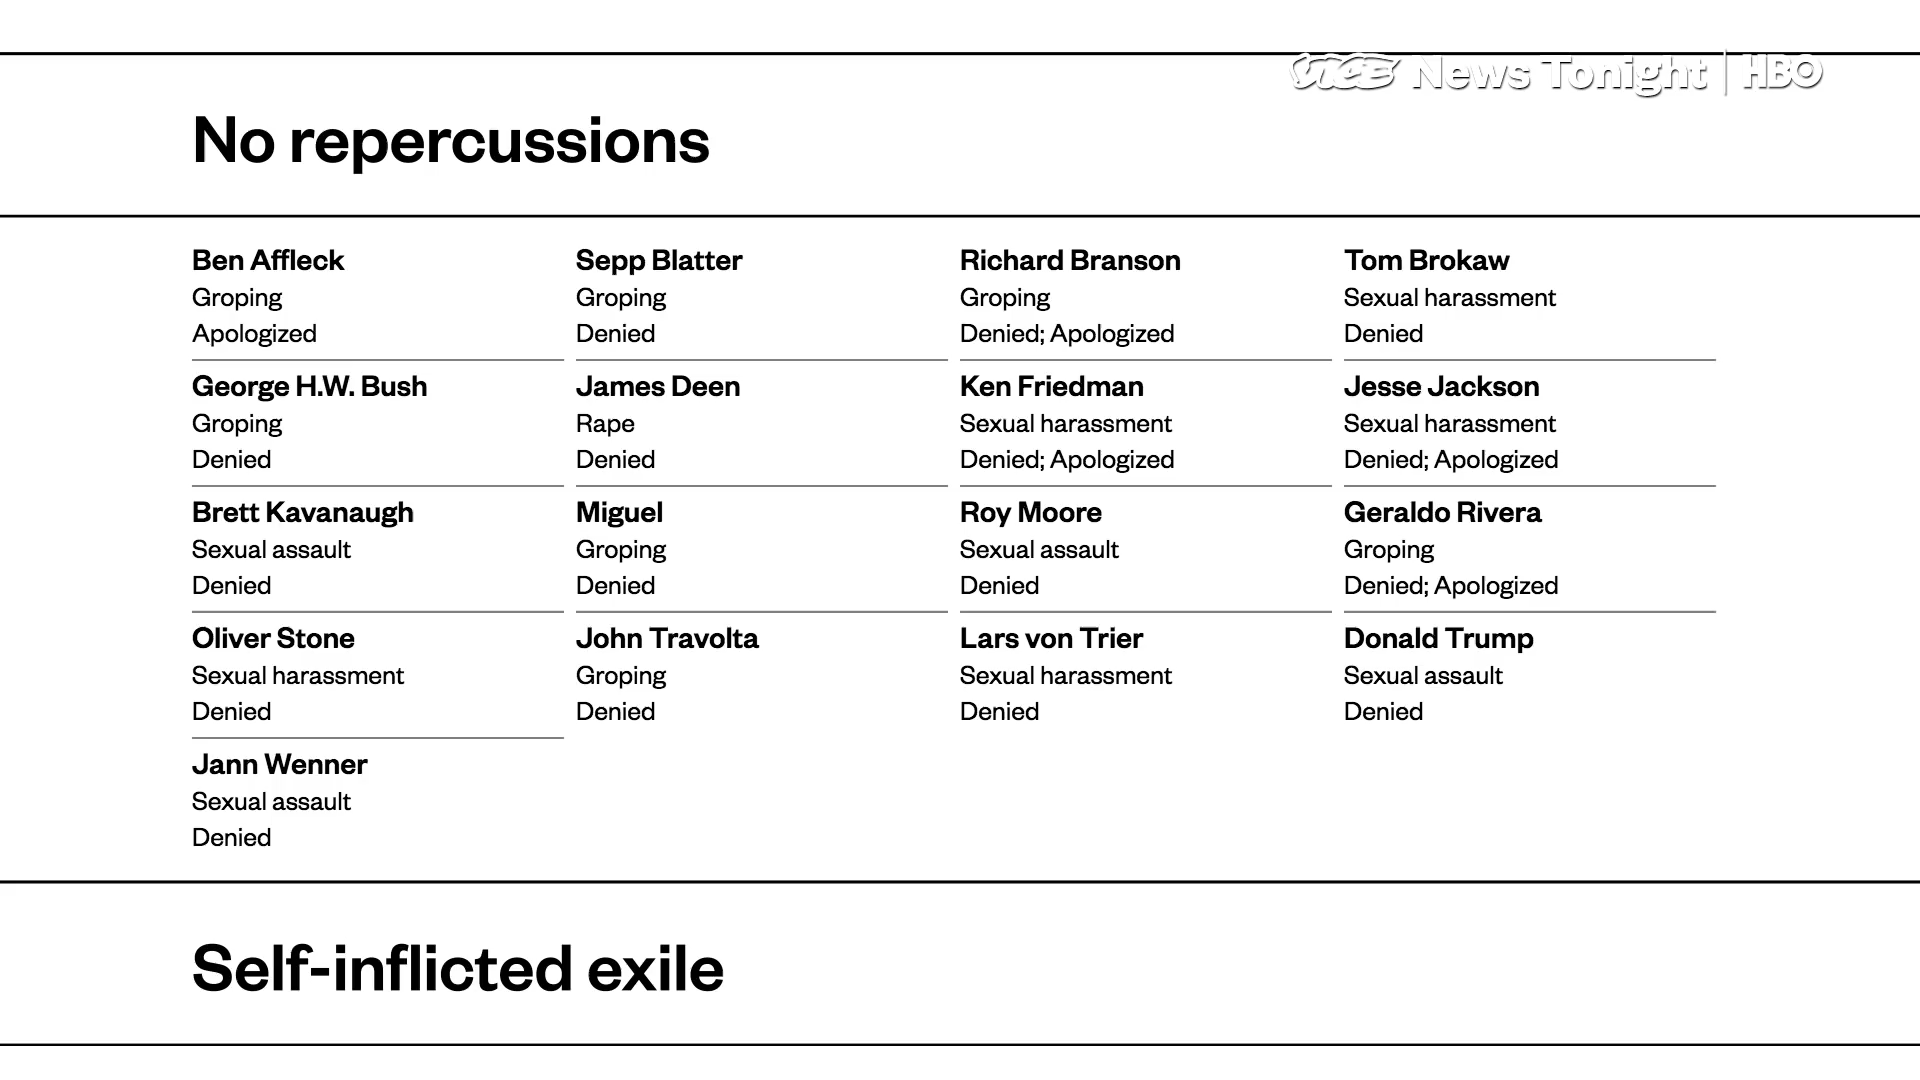 VICE News Tonight | HBO
No repercussions
Ben Affleck
Groping
Apologized
Sepp Blatter
Groping
Denied
Richard Branson
Groping
Denied; Apologized
Tom Brokaw
Sexual harassment
Denied
George H.W. Bush
Groping
Denied
James Deen
Rape
Denied
Ken Friedman
Sexual harassment
Denied; Apologized
Jesse Jackson
Sexual harassment
Denied; Apologized
Brett Kavanaugh
Sexual assault
Denied
Miguel
Groping
Denied
Roy Moore
Sexual assault
Denied
Geraldo Rivera
Groping
Denied; Apologized
Oliver Stone
Sexual harassment
Denied
John Travolta
Groping
Denied
Lars von Trier
Sexual harassment
Denied
Donald Trump
Sexual assault
Denied
Jann Wenner
Sexual assault
Denied
Self-inflicted exile